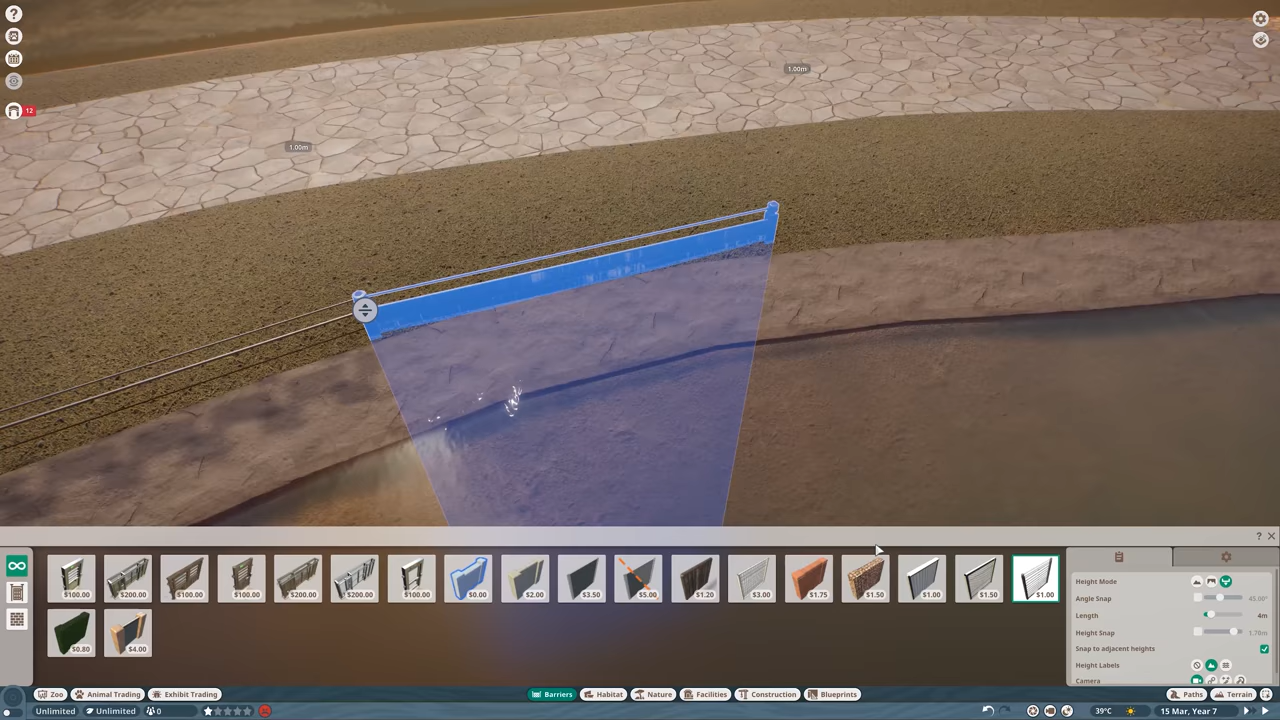 ?
12
1.00m
1.00m
? ×
$100.00 $200.00 $100.00 $100.00 $200.00 $200.00 $100.00 $0.00 $2.00 $3.50 $5.00 $1.20 $3.00 $1.75 $1.50 $1.00 $1.50 $1.00
$0.80 $4.00
Height Mode
Angle Snap 45.00°
Length 4m
Height Snap 1.70m
Snap to adjacent heights
Height Labels
Camera
Zoo Animal Trading Exhibit Trading Barriers Habitat Nature Facilities Construction Blueprints Paths Terrain
Unlimited Unlimited 0 39°C 15 Mar, Year 7